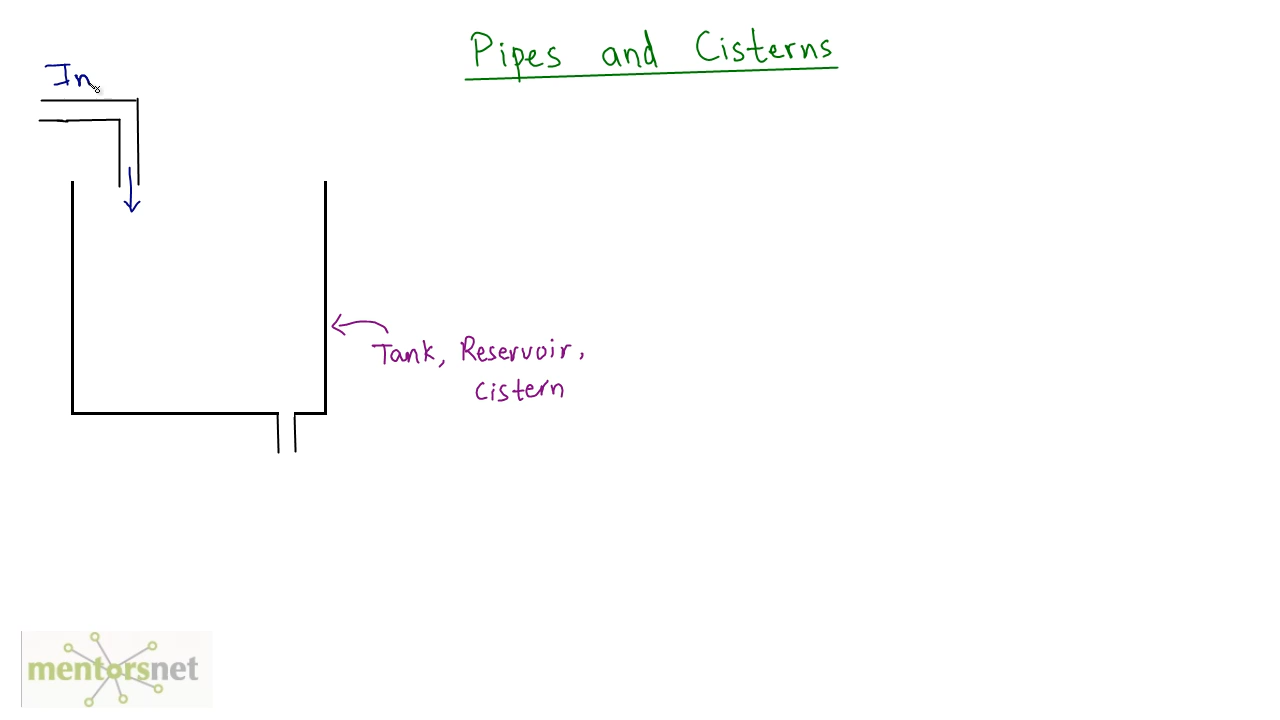 Pipes and Cisterns
In
Tank, Reservoir,
Cistern
mentorsnet